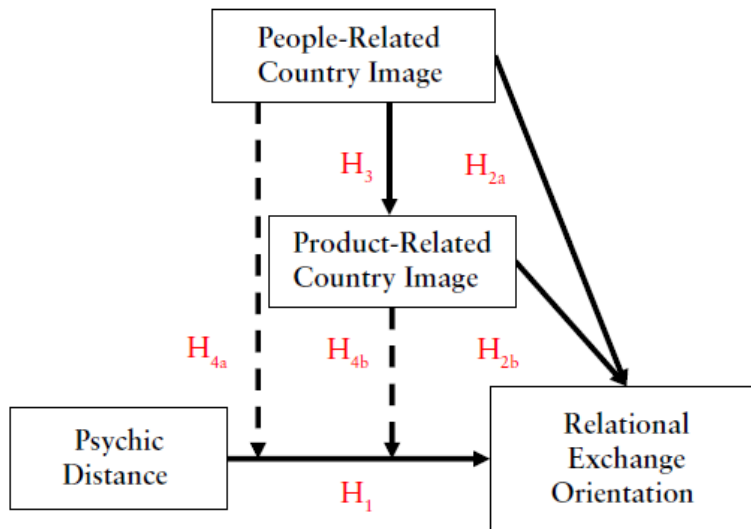 People-Related
Country Image
H3
H2a
Product-Related
Country Image
H4a
H4b
H2b
Psychic
Distance
H1
Relational
Exchange
Orientation